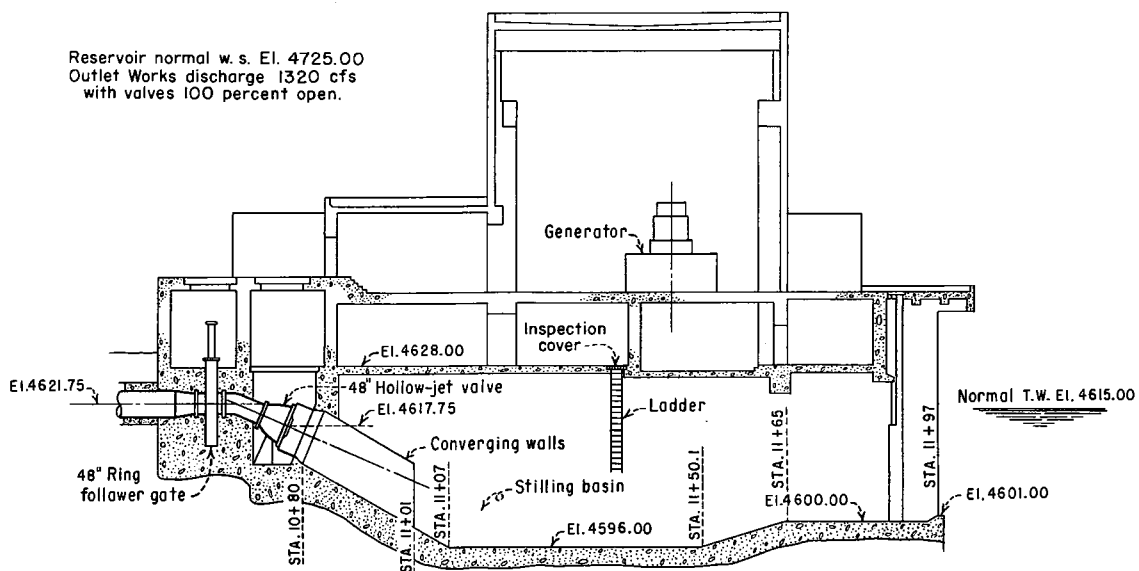 Reservoir normal w. s. El. 4725.00
Outlet Works discharge 1320 cfs
with valves 100 percent open.
Generator
Inspection
cover
El. 4628.00
El.4621.75
48" Hollow-jet valve
El. 4617.75
Ladder
Normal T.W. El. 4615.00
Converging walls
48" Ring
follower gate
Stilling basin
STA. 10+80
STA. 11+01
STA. 11+07
STA. 11+50.1
STA. 11+65
STA. 11+97
El.4600.00
El. 4601.00
El. 4596.00